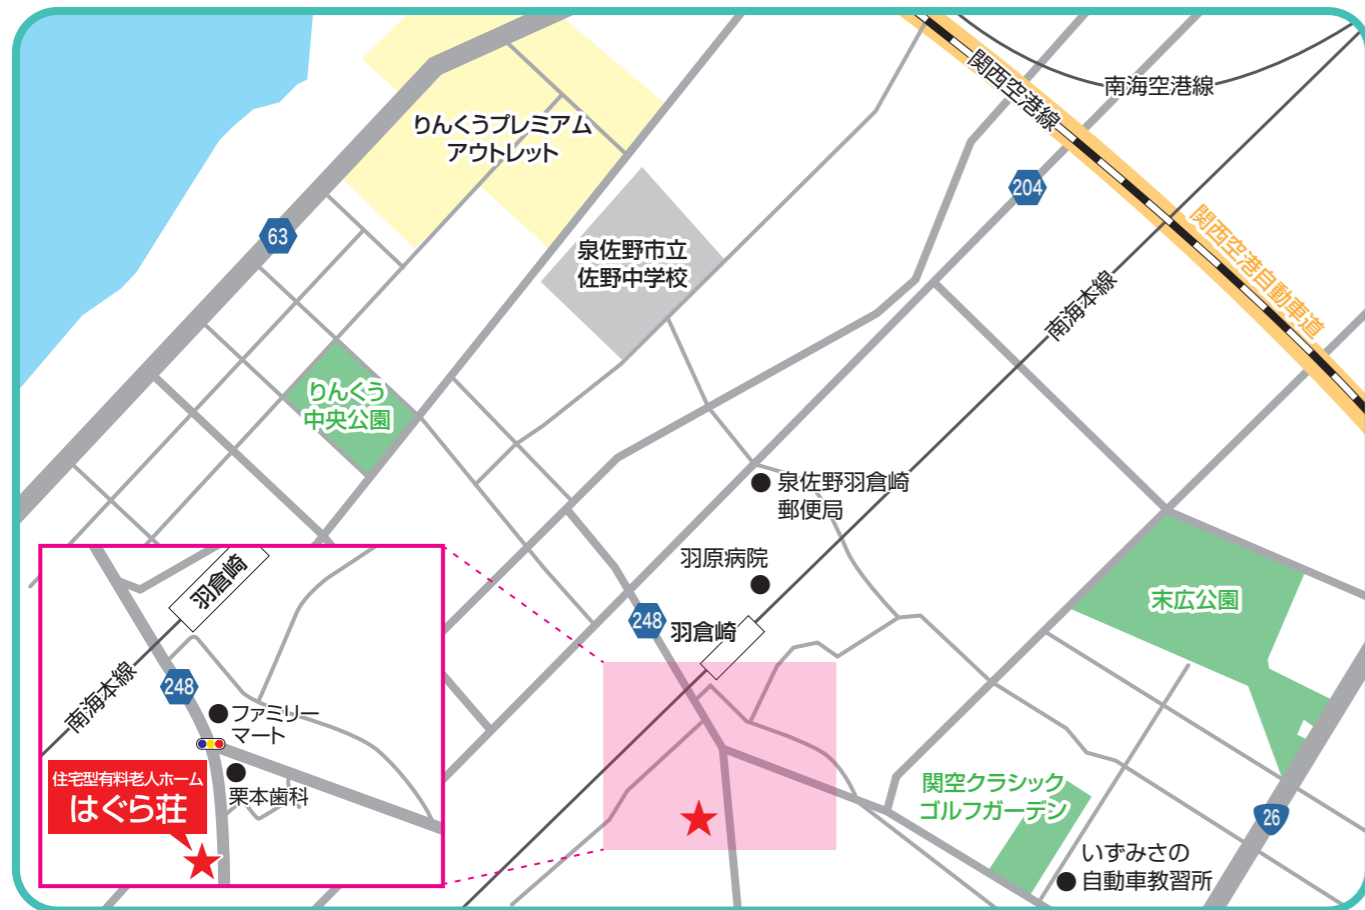 南海空港線
関西空港線
りんくうプレミアム
アウトレット
204
63
関西空港自動車道
泉佐野市立
佐野中学校
南海本線
りんくう
中央公園
泉佐野羽倉崎
郵便局
羽原病院
末広公園
248
羽倉崎
関空クラシック
ゴルフガーデン
26
いずみさの
自動車教習所
羽倉崎
南海本線
248
ファミリー
マート
栗本歯科
住宅型有料老人ホーム
はぐら荘